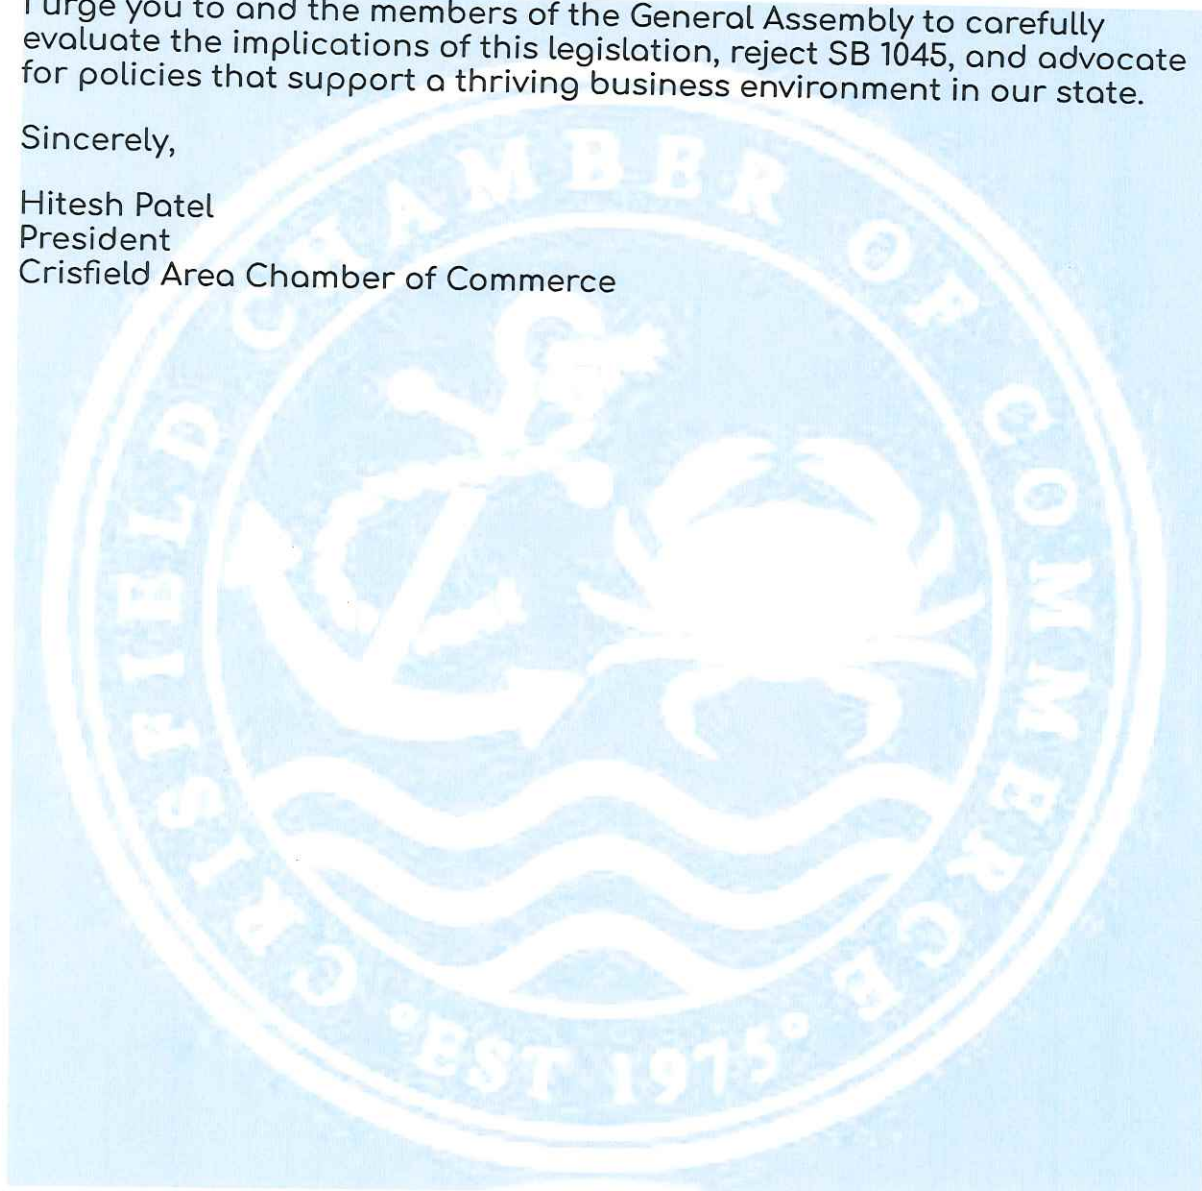 I urge you to and the members of the General Assembly to carefully
evaluate the implications of this legislation, reject SB 1045, and advocate
for policies that support a thriving business environment in our state.
Sincerely,
Hitesh Patel
President
Crisfield Area Chamber of Commerce
CRISFIELD CHAMBER OF COMMERCE
EST 1975